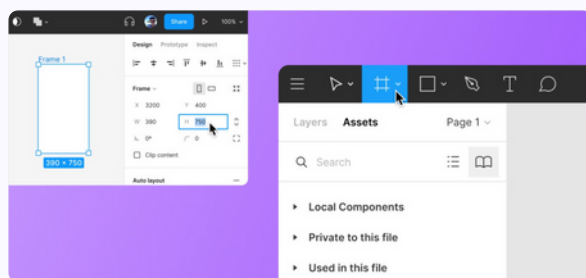 Share
100%
Frame 1
390 × 750
Design Prototype Inspect
Frame
X 3200 Y 400
W 390 H 750
0° 0
Clip content
Auto layout
Layers Assets Page 1
Search
Local Components
Private to this file
Used in this file